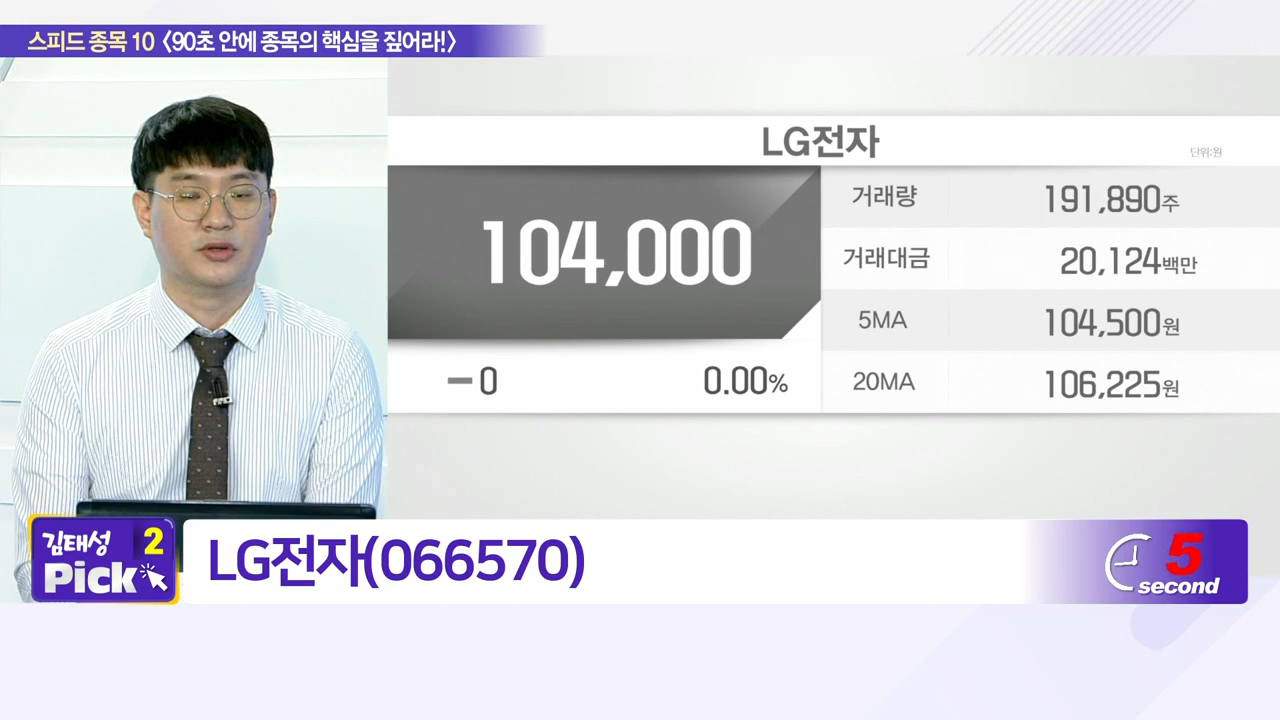 스피드 종목 10 <90초 안에 종목의 핵심을 짚어라!>
LG전자
단위:원
104,000
0 0.00%
거래량 191,890주
거래대금 20,124백만
5MA 104,500원
20MA 106,225원
김태성 2
Pick
LG전자(066570)
5
second